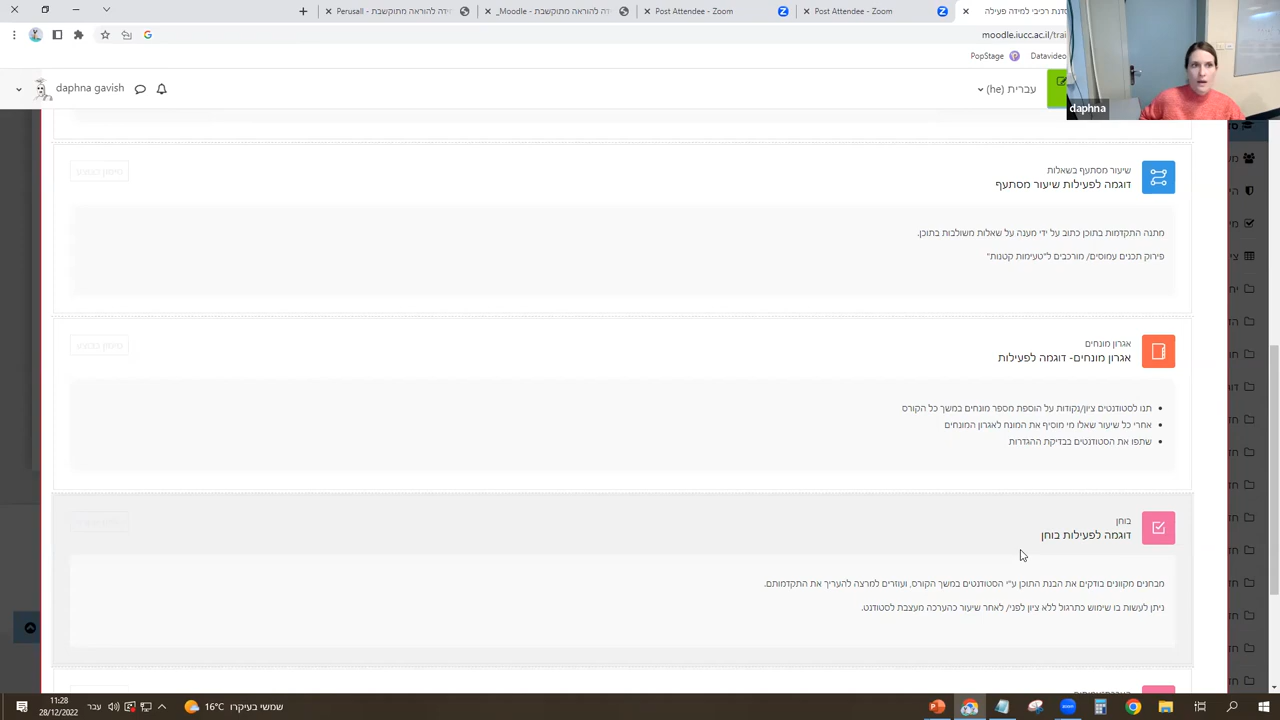 Perusall - להוראה מתוקשבת
Moodle_ - להוראה מתוקשבת
Post Attendee - Zoom
Post Attendee - Zoom
רכיבי למידה פעילה
moodle.iucc.ac.il/trai
PopStage
Datavideo
daphna gavish
עברית (he)
daphna
שיעור מסתעף בשאלות
דוגמה לפעילות שיעור מסתעף
מתנה התקדמות בתוכן כתוב על ידי מענה על שאלות משולבות בתוכן.
פירוק תכנים עמוסים/ מורכבים ל"טעימות קטנות"
אגרון מונחים
אגרון מונחים- דוגמה לפעילות
תנו לסטודנטים ציון/נקודות על הוספת מספר מונחים במשך כל הקורס
אחרי כל שיעור שאלו מי מוסיף את המונח לאגרון המונחים
שתפו את הסטודנטים בבדיקת ההגדרות
בוחן
דוגמה לפעילות בוחן
מבחנים מקוונים בודקים את הבנת התוכן ע"י הסטודנטים במשך הקורס, ועוזרים למרצה להעריך את התקדמותם.
ניתן לעשות בו שימוש כתרגול ללא ציון לפני/ לאחר שיעור כהערכה מעצבת לסטודנט.
11:28
28/12/2022
עבר
16°C שמשי בעיקרו
zoom